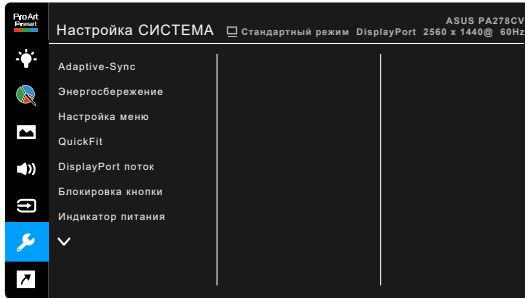 ProArt
Preset
Настройка СИСТЕМА
Стандартный режим DisplayPort 2560 x 1440@ 60Hz
ASUS PA278CV
Adaptive-Sync
Энергосбережение
Настройка меню
QuickFit
DisplayPort поток
Блокировка кнопки
Индикатор питания